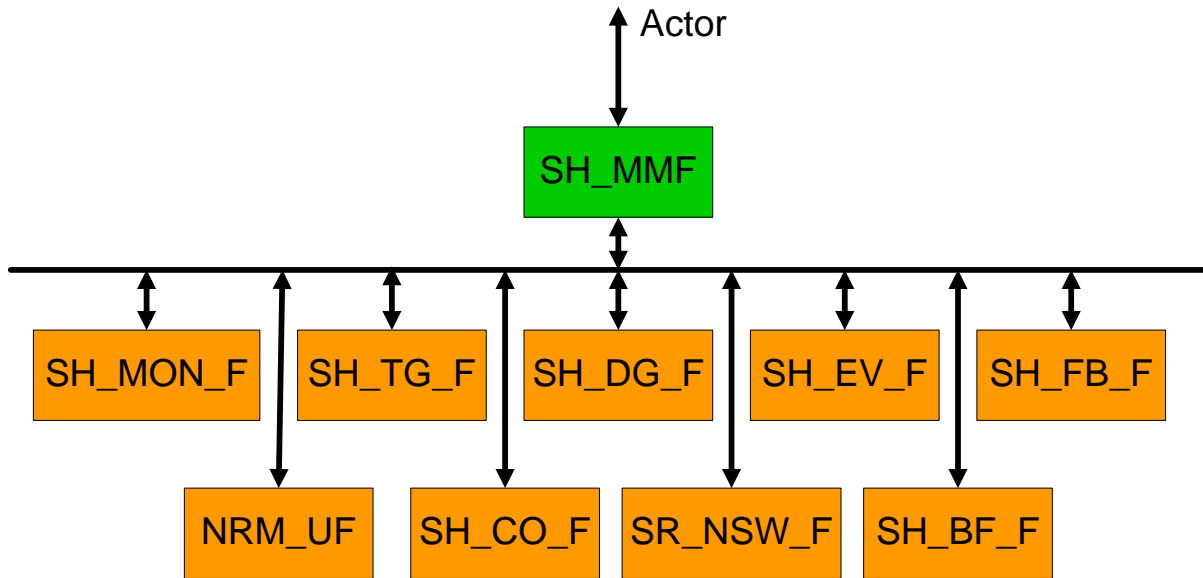 Actor
SH_MMF
SH_MON_F
SH_TG_F
SH_DG_F
SH_EV_F
SH_FB_F
NRM_UF
SH_CO_F
SR_NSW_F
SH_BF_F